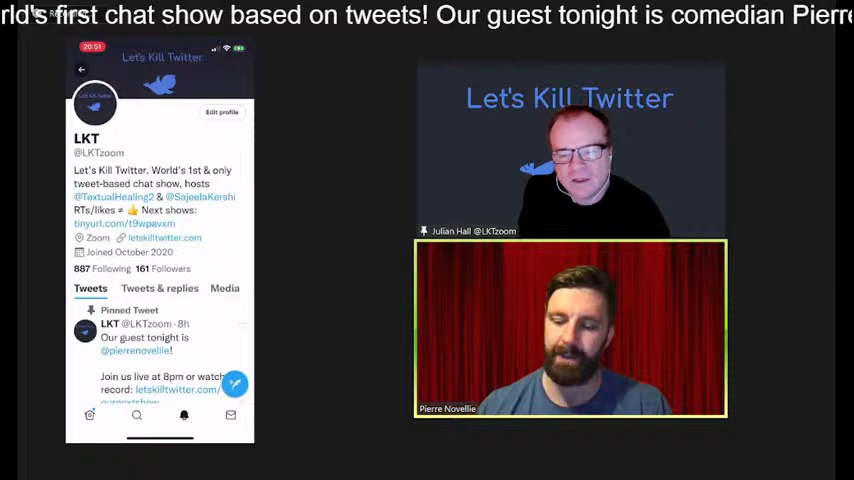 rld's first chat show based on tweets! Our guest tonight is comedian Pierre
20:51
Let's Kill Twitter
Edit profile
LKT
@LKTzoom
Let's Kill Twitter. World's 1st & only
tweet-based chat show, hosts
@TextualHealing2 & @SajeelaKershi
RTs/likes ≠ 👍 Next shows:
tinyurl.com/t9wpavxm
Zoom letskilltwitter.com
Joined October 2020
887 Following 161 Followers
Tweets Tweets & replies Media
Pinned Tweet
LKT @LKTzoom · 8h
Our guest tonight is
@pierrenovellie!
Join us live at 8pm or watch
record: letskilltwitter.com/
Let's Kill Twitter
Julian Hall @LKTzoom
Pierre Novellie